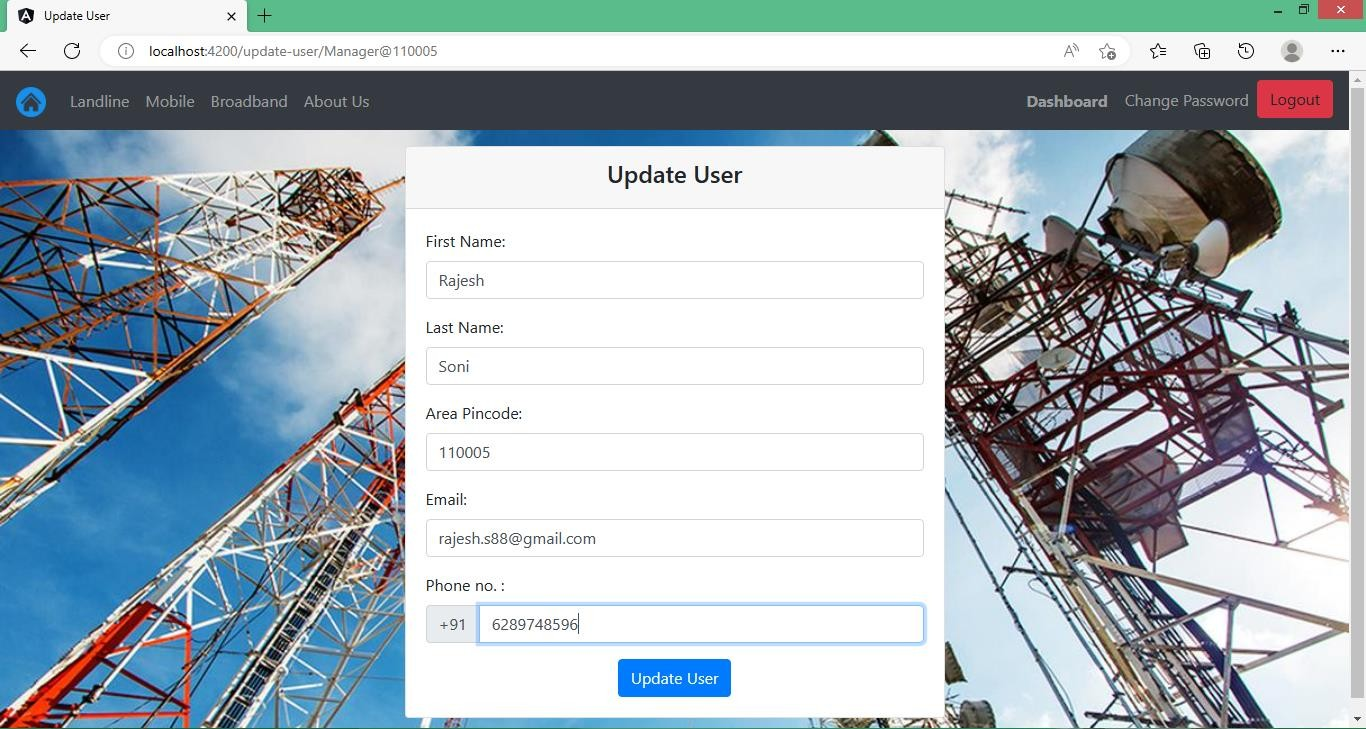 Update User
localhost:4200/update-user/Manager@110005
Landline Mobile Broadband About Us Dashboard Change Password Logout
Update User
First Name:
Rajesh
Last Name:
Soni
Area Pincode:
110005
Email:
rajesh.s88@gmail.com
Phone no. :
+91 6289748596
Update User